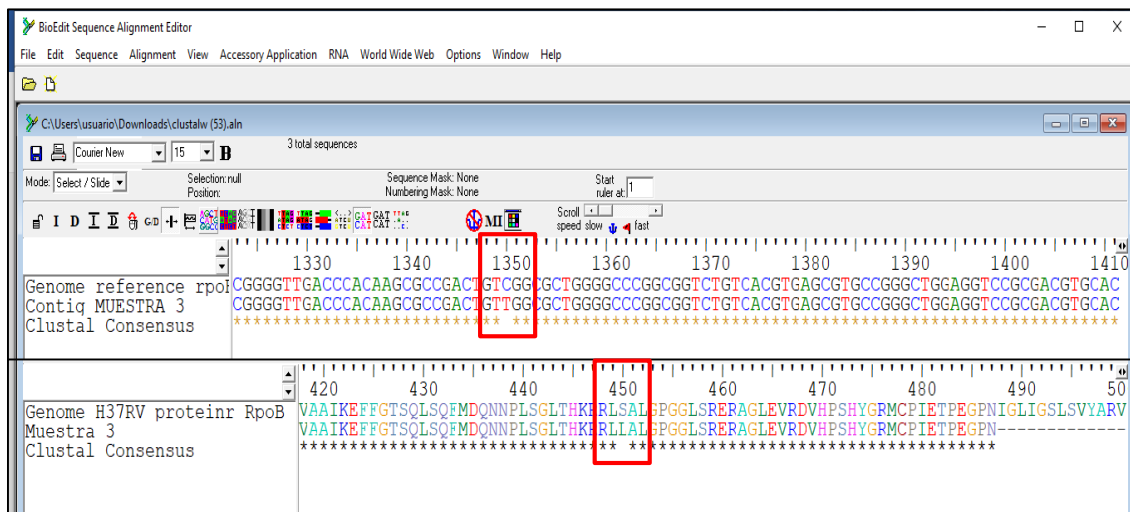 BioEdit Sequence Alignment Editor
File Edit Sequence Alignment View Accessory Application RNA World Wide Web Options Window Help
C:\Users\usuario\Downloads\clustalw (53).aln
Courier New 15 B 3 total sequences
Mode: Select / Slide Selection: null Position: Sequence Mask: None Numbering Mask: None Start ruler at: 1
I D I D G/D MI Scroll speed slow fast
1330 1340 1350 1360 1370 1380 1390 1400 1410
Genome reference rpo CGGGGTTGACCCACAAGCGCCGACTGTCGGCGCTGGGGCCCGGCGGTCTGTCACGTGAGCGTGCCGGGCTGGAGGTCCGCGACGTGCAC
Contig MUESTRA 3 CGGGGTTGACCCACAAGCGCCGACTGTTGGCGCTGGGGCCCGGCGGTCTGTCACGTGAGCGTGCCGGGCTGGAGGTCCGCGACGTGCAC
Clustal Consensus *************************** *************************************************************
420 430 440 450 460 470 480 490 50
Genome H37RV proteinr RpoB VAAIKEFFGTSQLSQFMDQNNPLSGLTHKRRLSALGPGGLSRERAGLEVRDVHPSHYGRMCPIETPEGPNIGLIGSLSVYARV
Muestra 3 VAAIKEFFGTSQLSQFMDQNNPLSGLTHKRRLLALGPGGLSRERAGLEVRDVHPSHYGRMCPIETPEGPN-------------
Clustal Consensus ******************************** *************************************